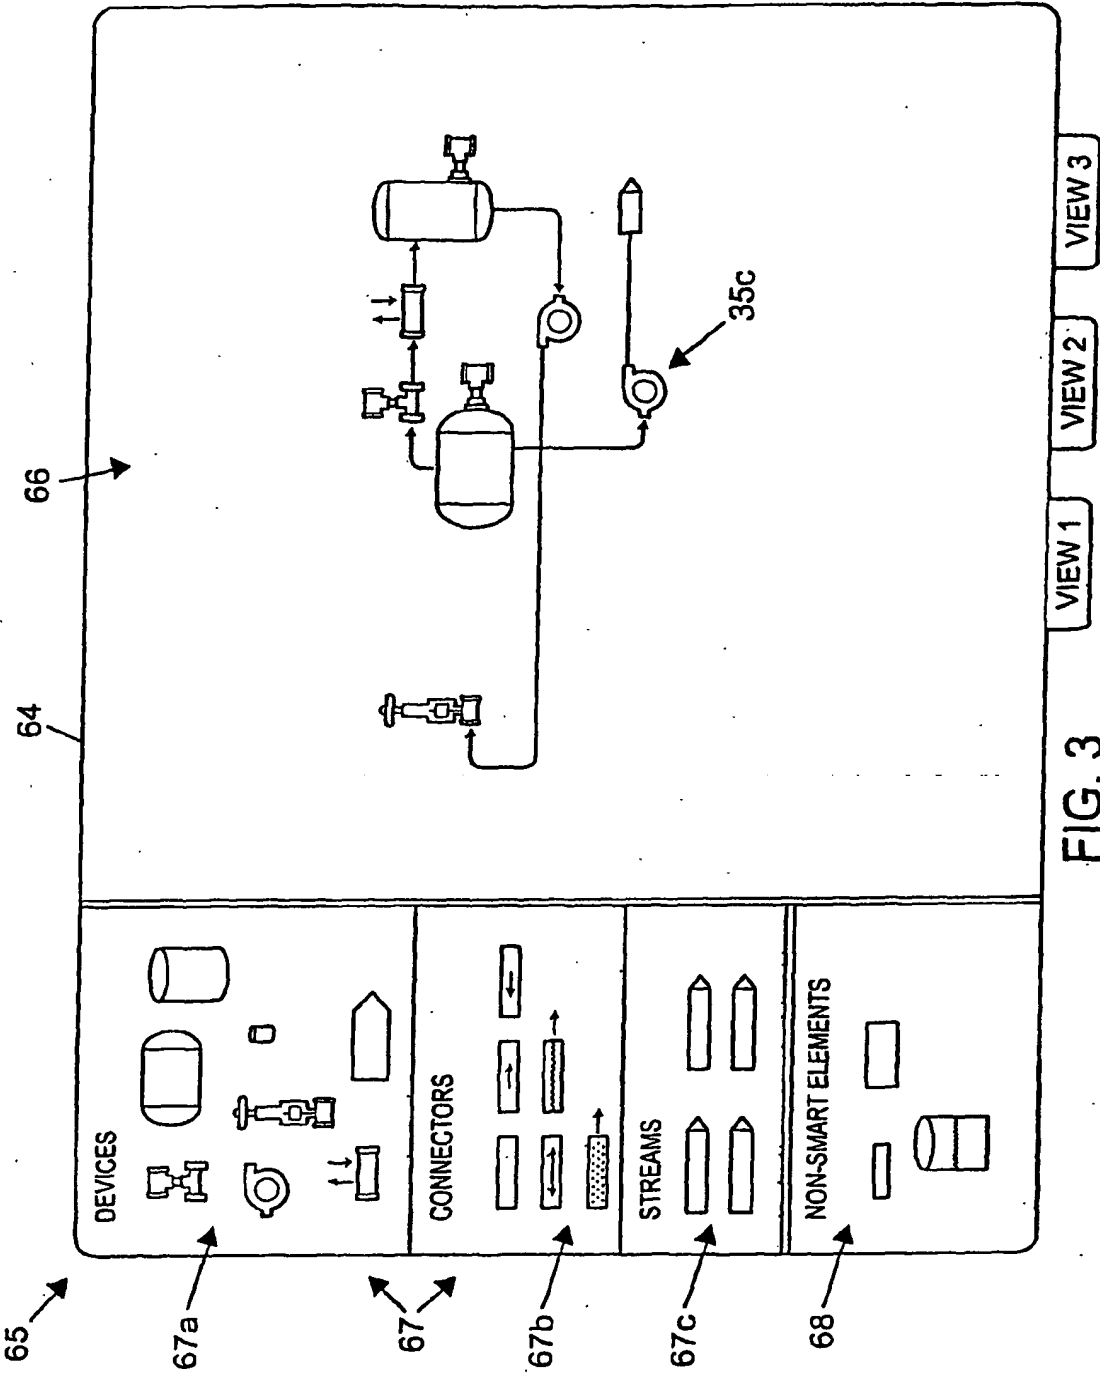 65
64
66
67a
DEVICES
67
CONNECTORS
67b
STREAMS
67c
NON-SMART ELEMENTS
68
35c
VIEW 1
VIEW 2
VIEW 3
FIG. 3